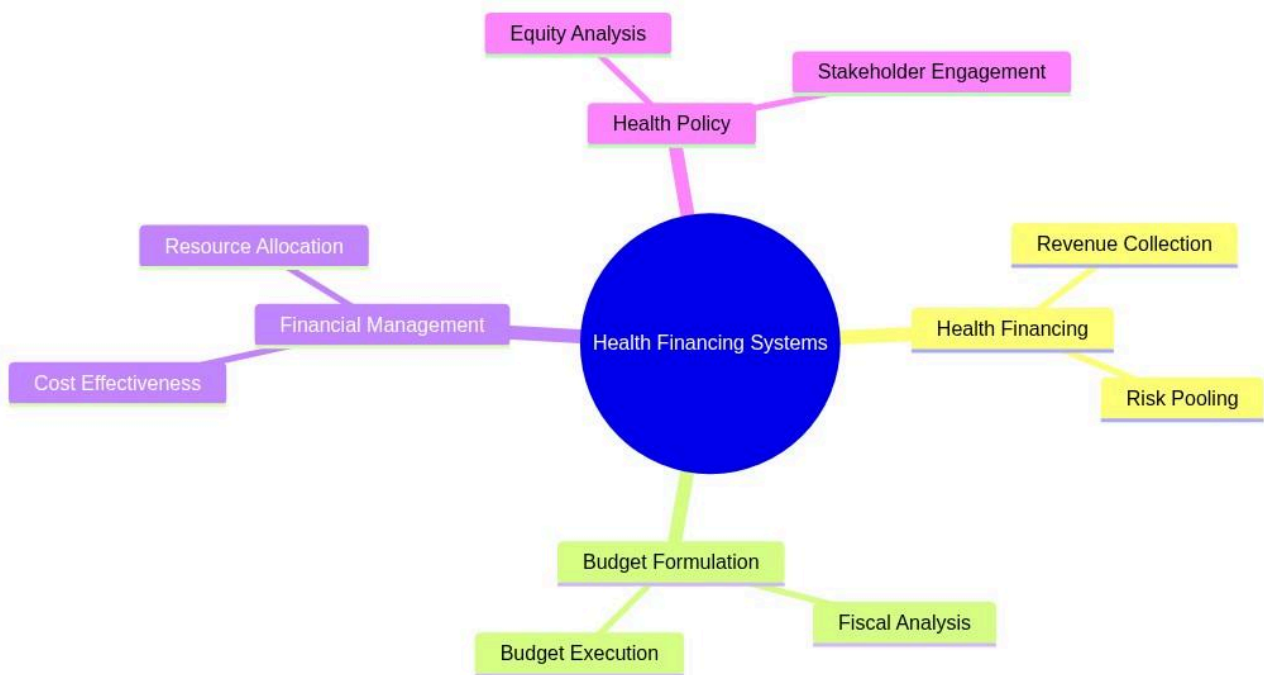 Equity Analysis
Stakeholder Engagement
Health Policy
Resource Allocation
Revenue Collection
Financial Management
Health Financing
Health Financing Systems
Cost Effectiveness
Risk Pooling
Budget Formulation
Fiscal Analysis
Budget Execution